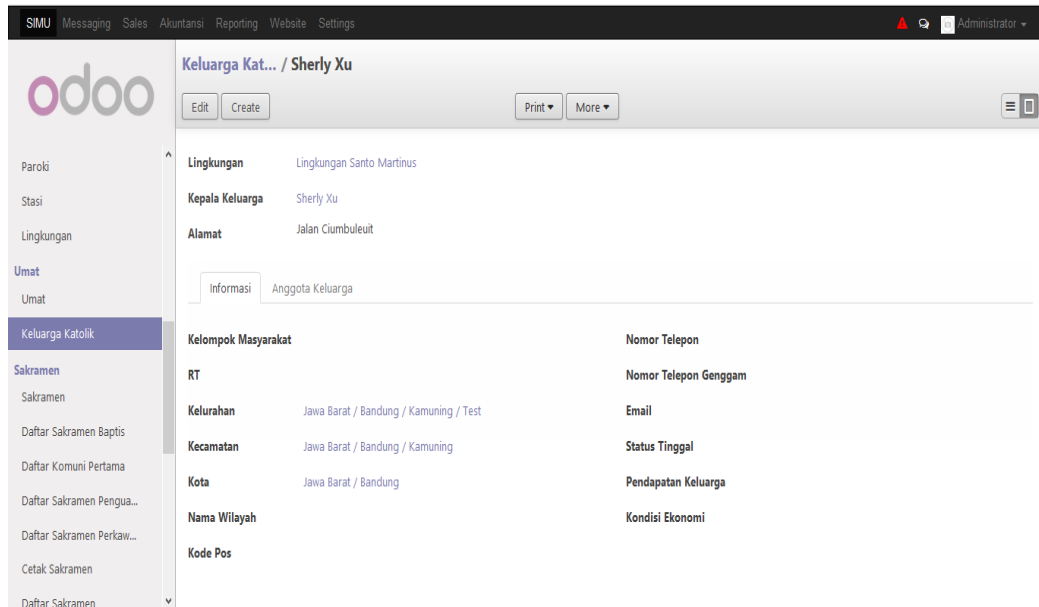 SIMU Messaging Sales Akuntansi Reporting Website Settings Administrator
odoo
Keluarga Kat... / Sherly Xu
Edit Create Print More
Paroki
Stasi
Lingkungan
Umat
Umat
Keluarga Katolik
Sakramen
Sakramen
Daftar Sakramen Baptis
Daftar Komuni Pertama
Daftar Sakramen Pengua...
Daftar Sakramen Perkaw...
Cetak Sakramen
Daftar Sakramen
Lingkungan Lingkungan Santo Martinus
Kepala Keluarga Sherly Xu
Alamat Jalan Ciumbuleuit
Informasi Anggota Keluarga
Kelompok Masyarakat
RT
Kelurahan Jawa Barat / Bandung / Kamuning / Test
Kecamatan Jawa Barat / Bandung / Kamuning
Kota Jawa Barat / Bandung
Nama Wilayah
Kode Pos
Nomor Telepon
Nomor Telepon Genggam
Email
Status Tinggal
Pendapatan Keluarga
Kondisi Ekonomi